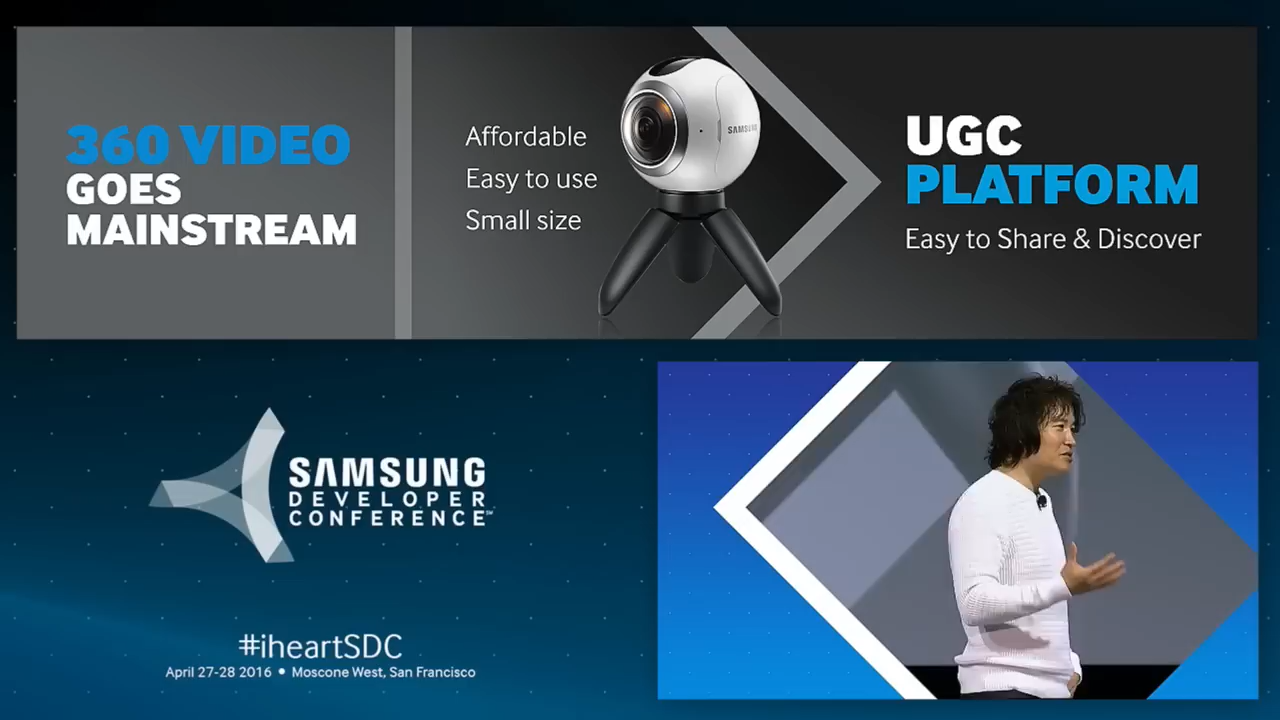 360 VIDEO
GOES
MAINSTREAM
Affordable
Easy to use
Small size
SAMSUNG
UGC
PLATFORM
Easy to Share & Discover
SAMSUNG
DEVELOPER
CONFERENCE℠
#iheartSDC
April 27-28 2016 • Moscone West, San Francisco